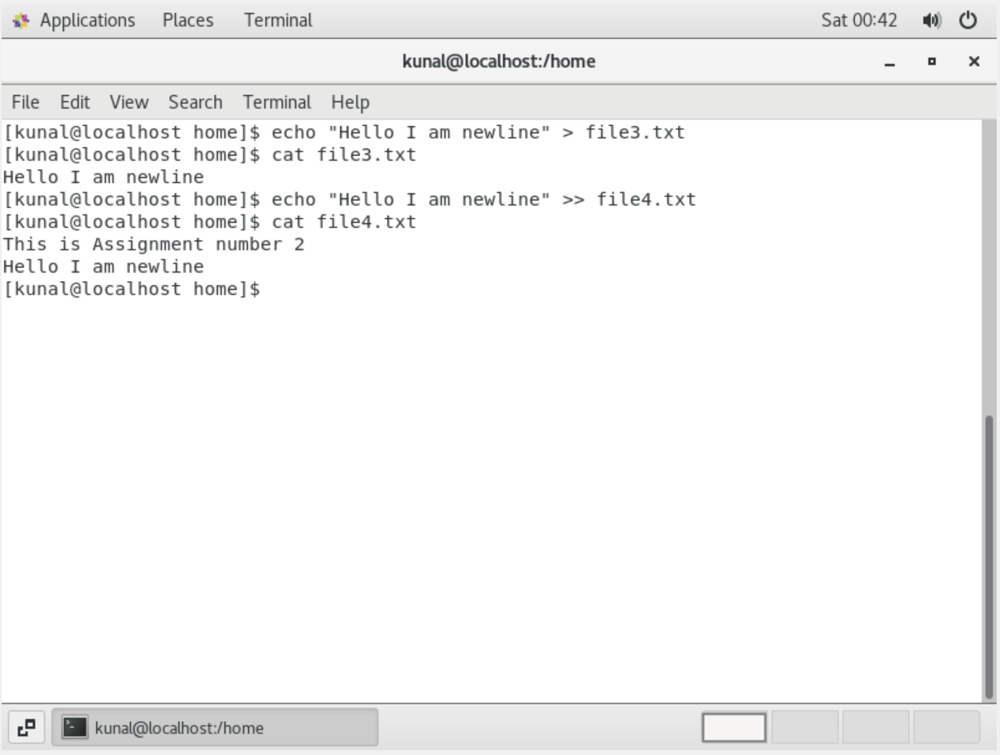 Applications Places Terminal Sat 00:42
kunal@localhost:/home
File Edit View Search Terminal Help
[kunal@localhost home]$ echo "Hello I am newline" > file3.txt
[kunal@localhost home]$ cat file3.txt
Hello I am newline
[kunal@localhost home]$ echo "Hello I am newline" >> file4.txt
[kunal@localhost home]$ cat file4.txt
This is Assignment number 2
Hello I am newline
[kunal@localhost home]$
kunal@localhost:/home